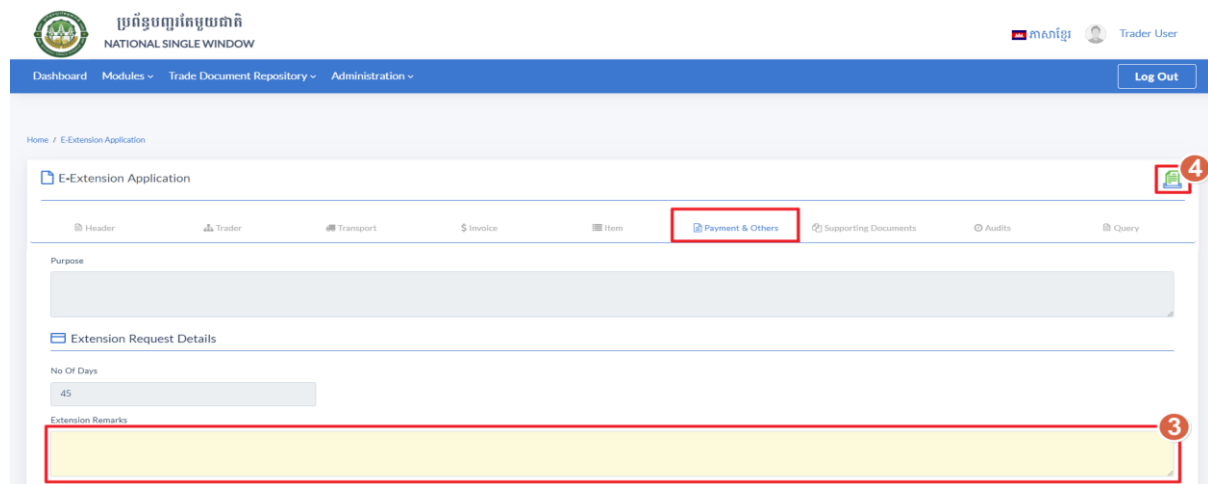 ប្រព័ន្ធបញ្ជរតែមួយជាតិ
NATIONAL SINGLE WINDOW
ភាសាខ្មែរ Trader User
Dashboard Modules Trade Document Repository Administration Log Out
Home / E-Extension Application
E-Extension Application 4
Header Trader Transport $ Invoice Item Payment & Others Supporting Documents Audits Query
Purpose
Extension Request Details
No Of Days
45
Extension Remarks
3